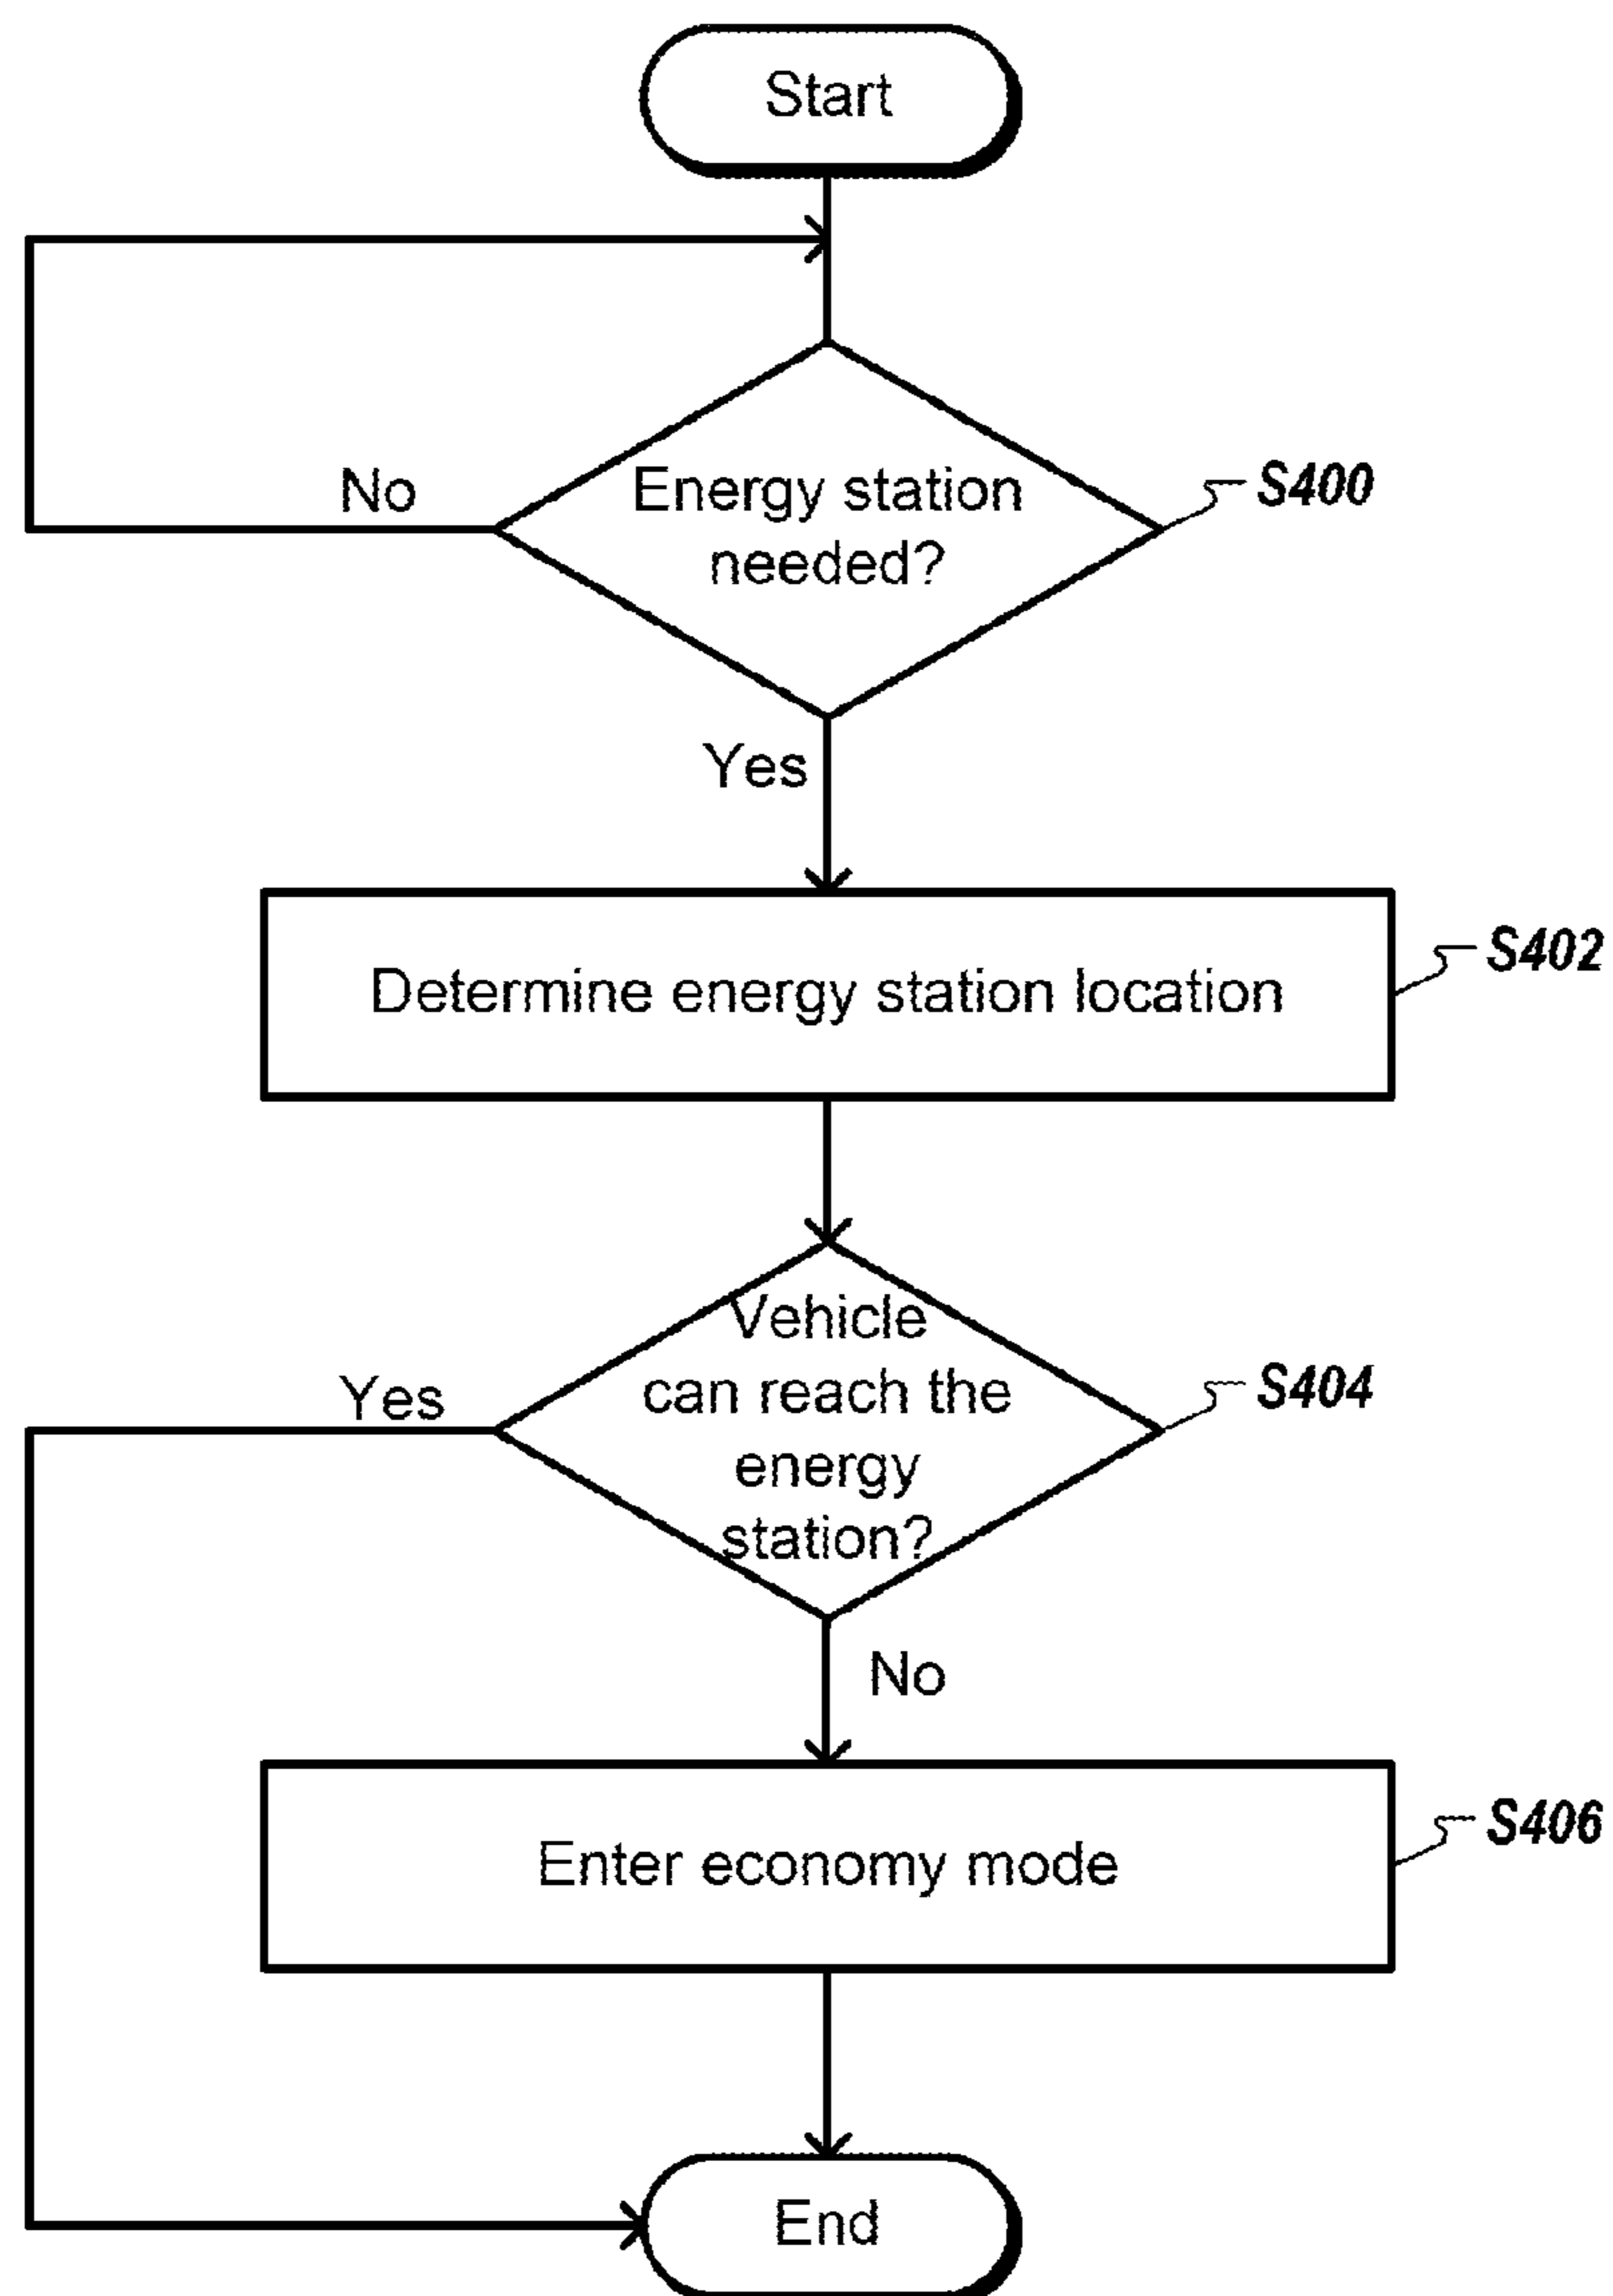 Start
No
Energy station
needed?
S400
Yes
Determine energy station location
S402
Vehicle
can reach the
energy
station?
Yes
S404
No
Enter economy mode
S406
End